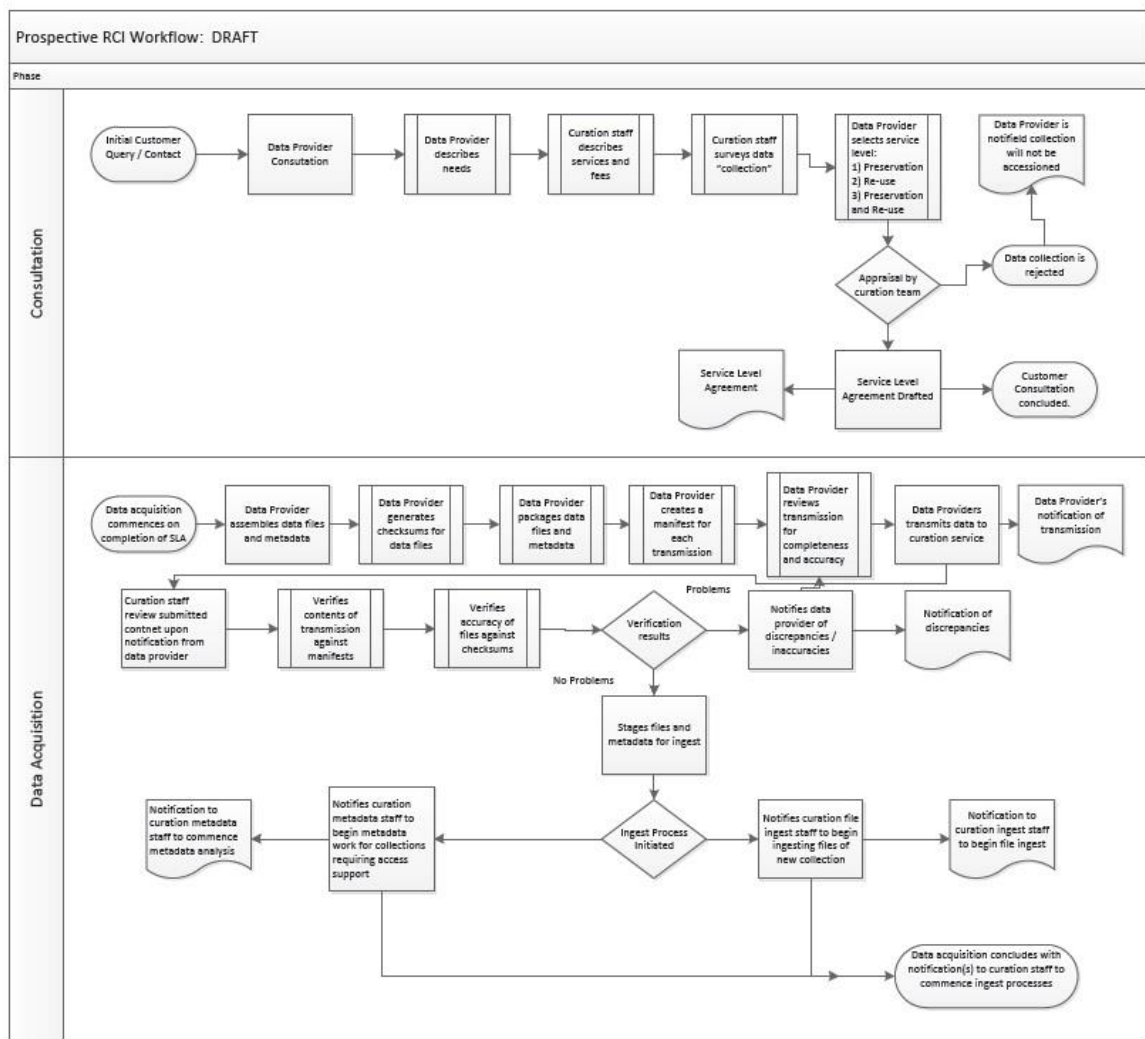 Prospective RCI Workflow: DRAFT
Phase
Consultation
Initial Customer
Query / Contact
Data Provider
Consutation
Data Provider
describes
needs
Curation staff
describes
services and
fees
Curation staff
surveys data
"collection"
Data Provider
selects service
level:
1) Preservation
2) Re-use
3) Preservation
and Re-use
Data Provider is
notifield collection
will not be
accessioned
Appraisal by
curation team
Data collection is
rejected
Service Level
Agreement
Service Level
Agreement Drafted
Customer
Consultation
concluded.
Data Acquisition
Data acquisition
commences on
completion of SLA
Data Provider
assembles data files
and metadata
Data Provider
generates
checksums for
data files
Data Provider
packages data
files and
metadata
Data Provider
creates a
manifest for
each
transmission
Data Provider
reviews
transmission
for
completeness
and accuracy
Data Providers
transmits data to
curation service
Data Provider's
notification of
transmission
Curation staff
review submitted
contnet upon
notification from
data provider
Verifies
contents of
transmission
against
manifests
Verifies
accuracy of
files against
checksums
Verification
results
Problems
Notifies data
provider of
discrepancies /
inaccuracies
Notification of
discrepancies
No Problems
Stages files and
metadata for ingest
Notification to
curation metadata
staff to commence
metadata analysis
Notifies curation
metadata staff to
begin metadata
work for collections
requiring access
support
Ingest Process
Initiated
Notifies curation file
ingest staff to begin
ingesting files of
new collection
Notification to
curation ingest staff
to begin file ingest
Data acquisition concludes with
notification(s) to curation staff to
commence ingest processes